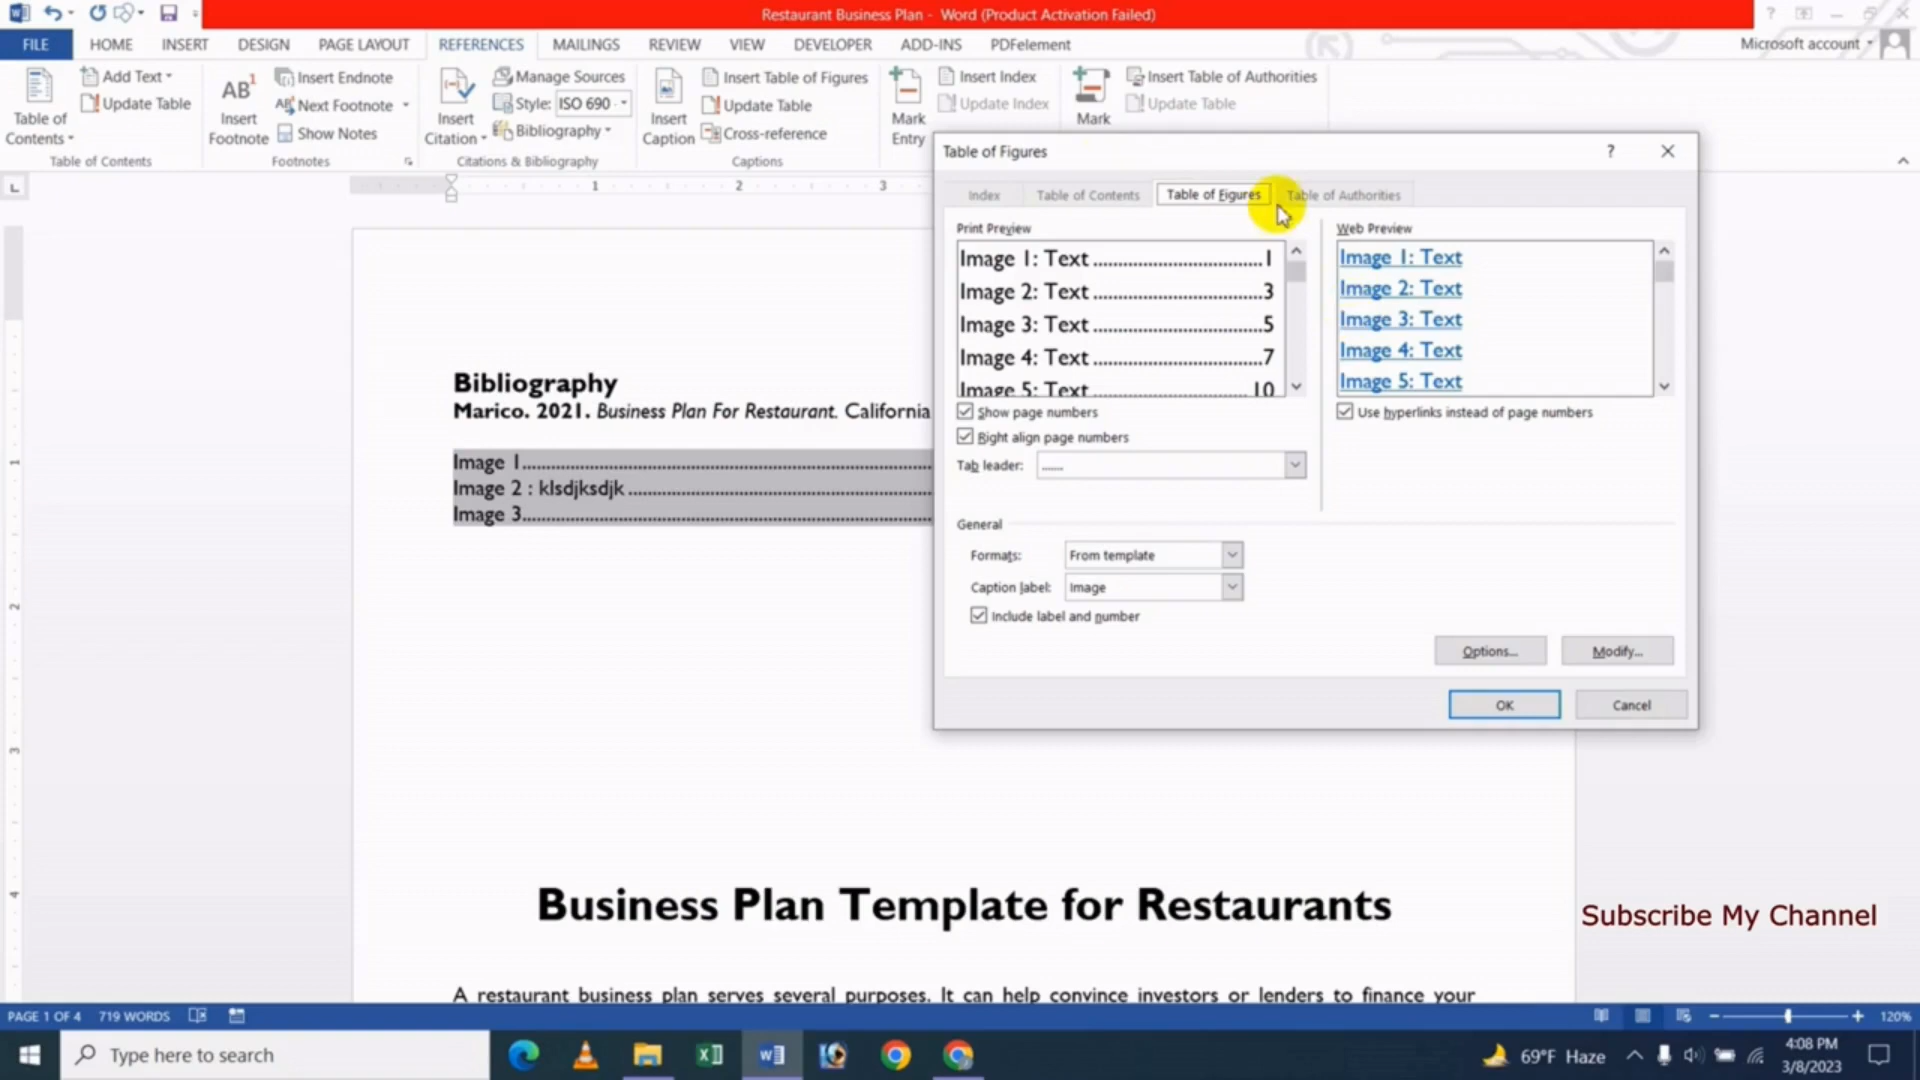 Restaurant Business Plan - Word (Product Activation Failed)
FILE HOME INSERT DESIGN PAGE LAYOUT REFERENCES MAILINGS REVIEW VIEW DEVELOPER ADD-INS PDFelement Microsoft account
Table of Contents
Add Text
Update Table
Table of Contents
AB1
Insert Footnote
Insert Endnote
Next Footnote
Show Notes
Footnotes
Insert Citation
Manage Sources
Style: ISO 690
Bibliography
Citations & Bibliography
Insert Caption
Insert Table of Figures
Update Table
Cross-reference
Captions
Mark Entry
Insert Index
Update Index
Mark
Insert Table of Authorities
Update Table
1 2 3
Table of Figures
Index Table of Contents Table of Figures Table of Authorities
Print Preview
Image 1: Text ..................................1
Image 2: Text ..................................3
Image 3: Text ..................................5
Image 4: Text ..................................7
Image 5: Text ................................10
Show page numbers
Right align page numbers
Tab leader: .......
Web Preview
Image 1: Text
Image 2: Text
Image 3: Text
Image 4: Text
Image 5: Text
Use hyperlinks instead of page numbers
General
Formats: From template
Caption label: Image
Include label and number
Options... Modify...
OK Cancel
Bibliography
Marico. 2021. Business Plan For Restaurant. California
Image 1..........................................................................
Image 2 : klsdjksdjk ......................................................
Image 3..........................................................................
1
2
3
4
Business Plan Template for Restaurants
A restaurant business plan serves several purposes. It can help convince investors or lenders to finance your
Subscribe My Channel
PAGE 1 OF 4 719 WORDS 120%
Type here to search
69°F Haze
4:08 PM
3/8/2023